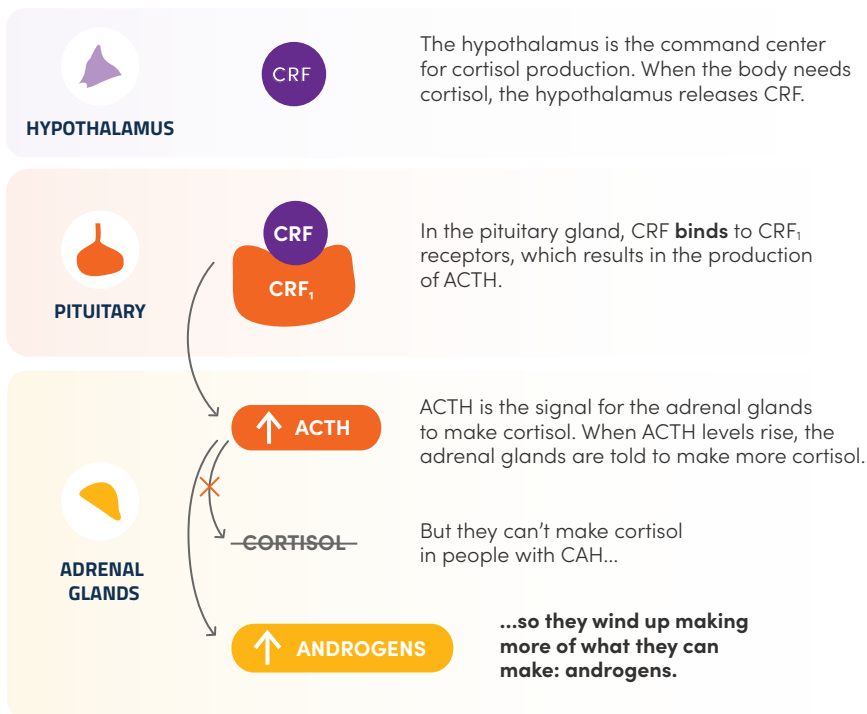 HYPOTHALAMUS
CRF
The hypothalamus is the command center
for cortisol production. When the body needs
cortisol, the hypothalamus releases CRF.
PITUITARY
CRF
CRF₁
In the pituitary gland, CRF binds to CRF₁
receptors, which results in the production
of ACTH.
ADRENAL
GLANDS
↑ ACTH
ACTH is the signal for the adrenal glands
to make cortisol. When ACTH levels rise, the
adrenal glands are told to make more cortisol.
CORTISOL
But they can’t make cortisol
in people with CAH...
↑ ANDROGENS
...so they wind up making
more of what they can
make: androgens.